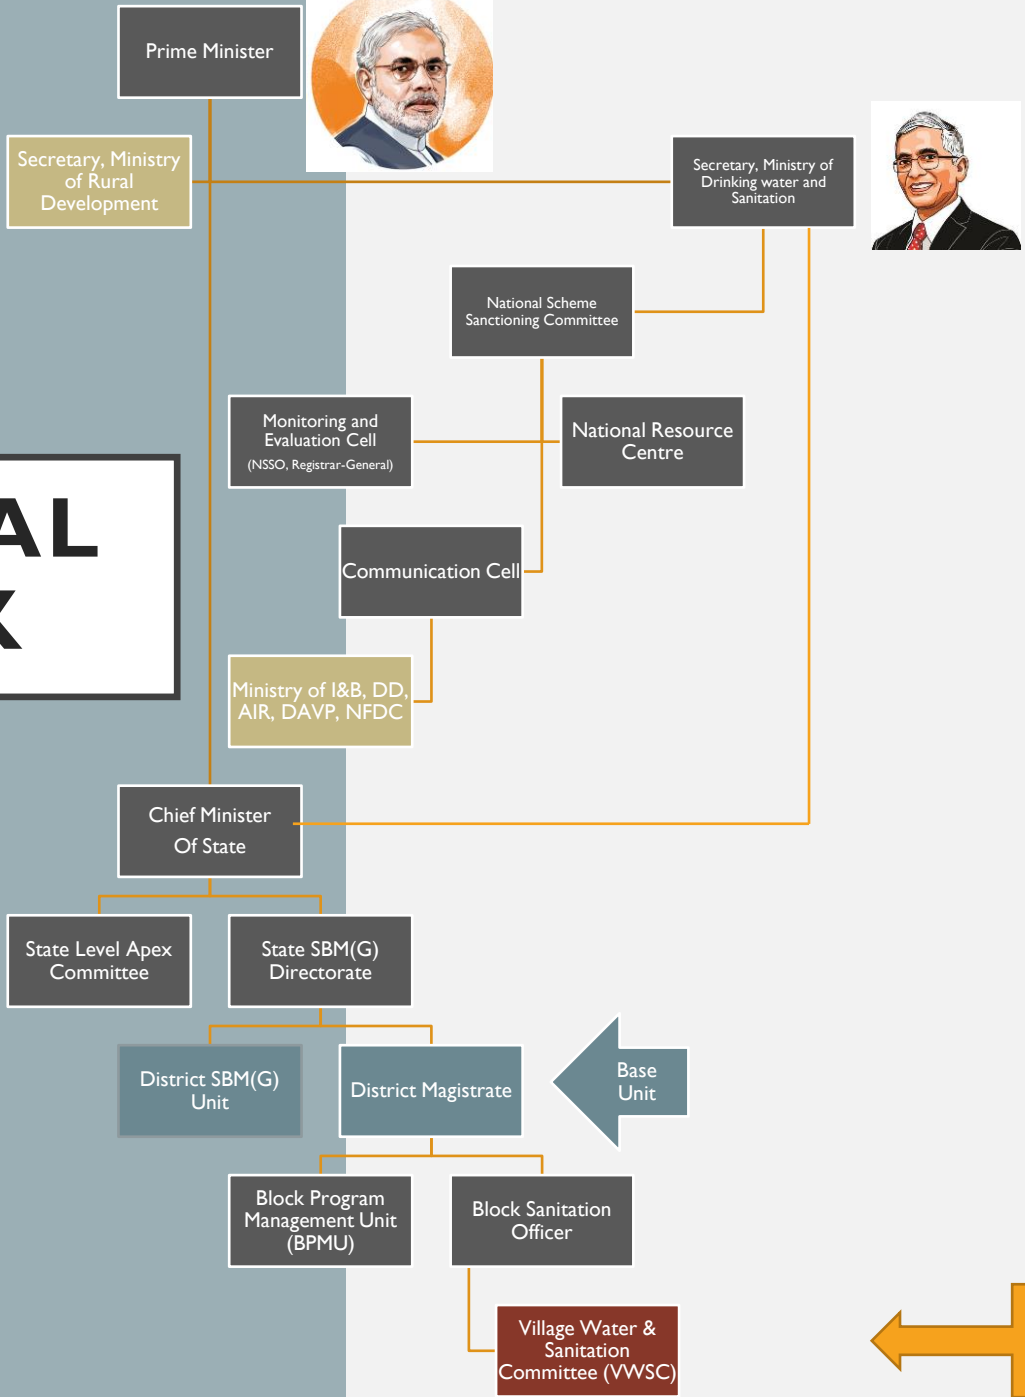 Prime Minister
Secretary, Ministry
of Rural
Development
Secretary, Ministry of
Drinking water and
Sanitation
National Scheme
Sanctioning Committee
Monitoring and
Evaluation Cell
(NSSO, Registrar-General)
National Resource
Centre
AL
X
Communication Cell
Ministry of I&B, DD,
AIR, DAVP, NFDC
Chief Minister
Of State
State Level Apex
Committee
State SBM(G)
Directorate
District SBM(G)
Unit
District Magistrate
Base
Unit
Block Program
Management Unit
(BPMU)
Block Sanitation
Officer
Village Water &
Sanitation
Committee (VWSC)